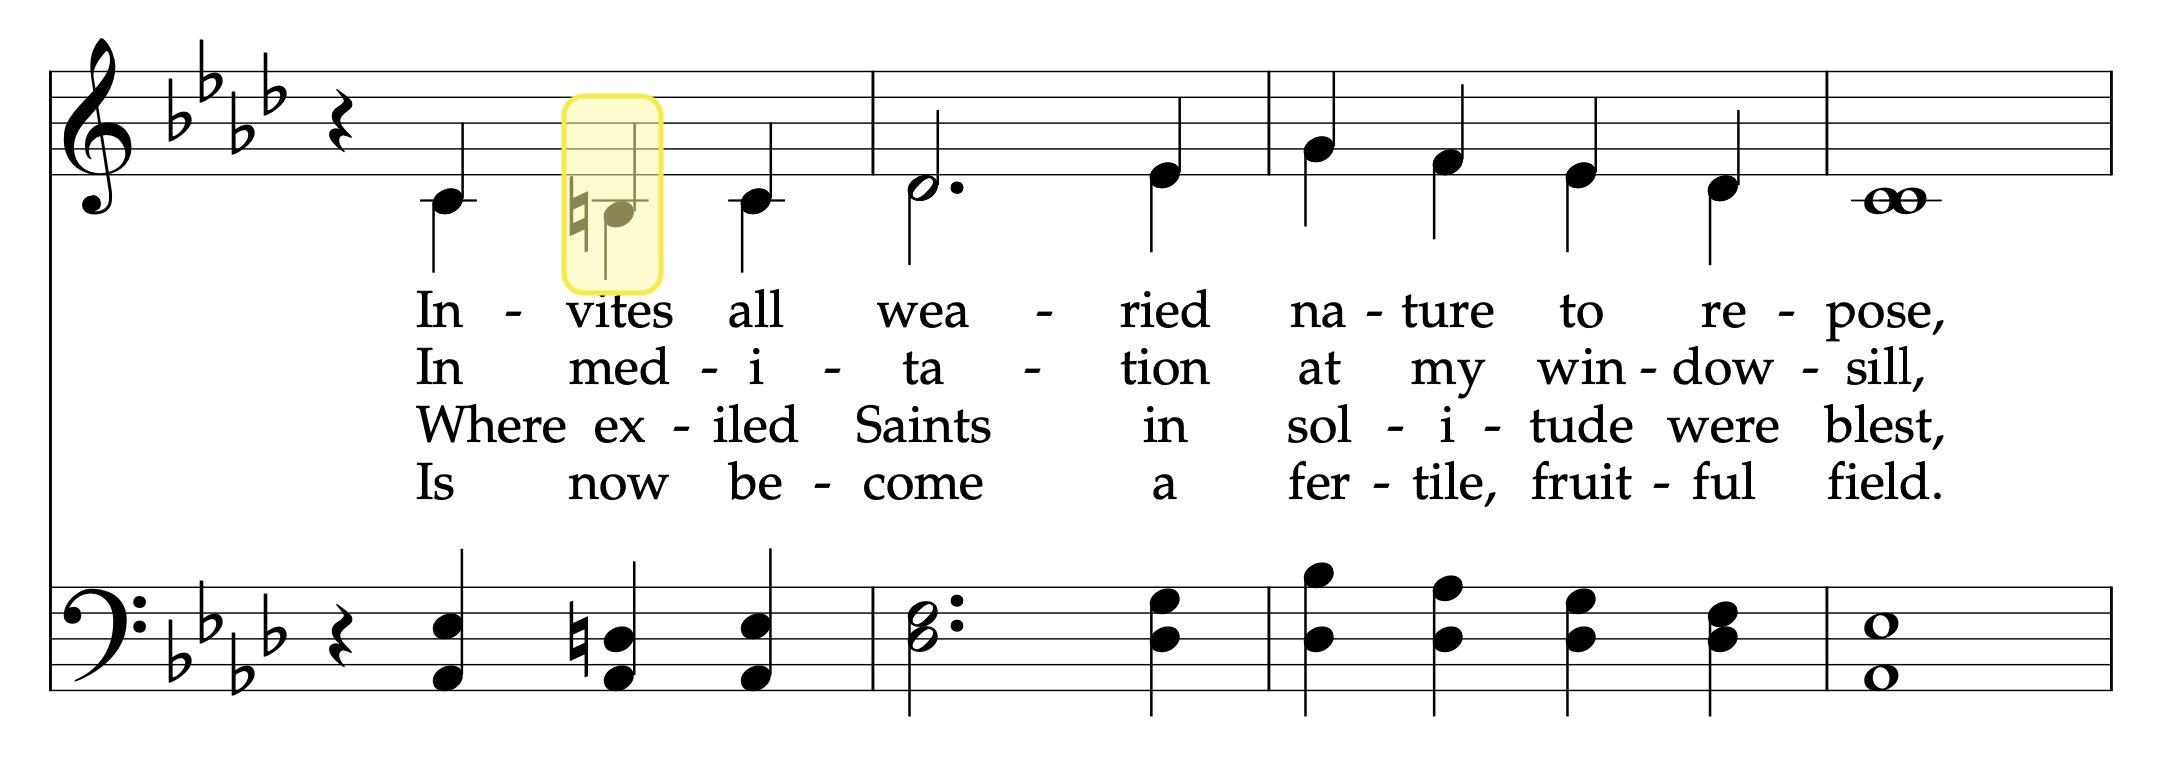 In - vites all wea - ried na - ture to re - pose,
In med - i - ta - tion at my win - dow - sill,
Where ex - iled Saints in sol - i - tude were blest,
Is now be - come a fer - tile, fruit - ful field.